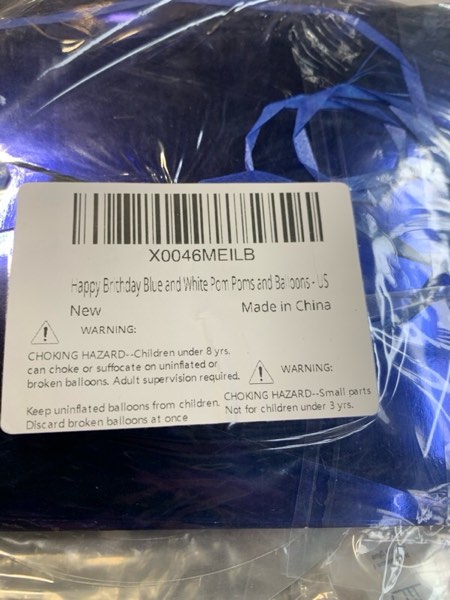 X0046MEILB
Happy Brithday Blue and White Pom Poms and Balloons - US
New Made in China
WARNING:
CHOKING HAZARD--Children under 8 yrs.
can choke or suffocate on uninflated or
broken balloons. Adult supervision required.
Keep uninflated balloons from children.
Discard broken balloons at once
WARNING:
CHOKING HAZARD--Small parts
Not for children under 3 yrs.